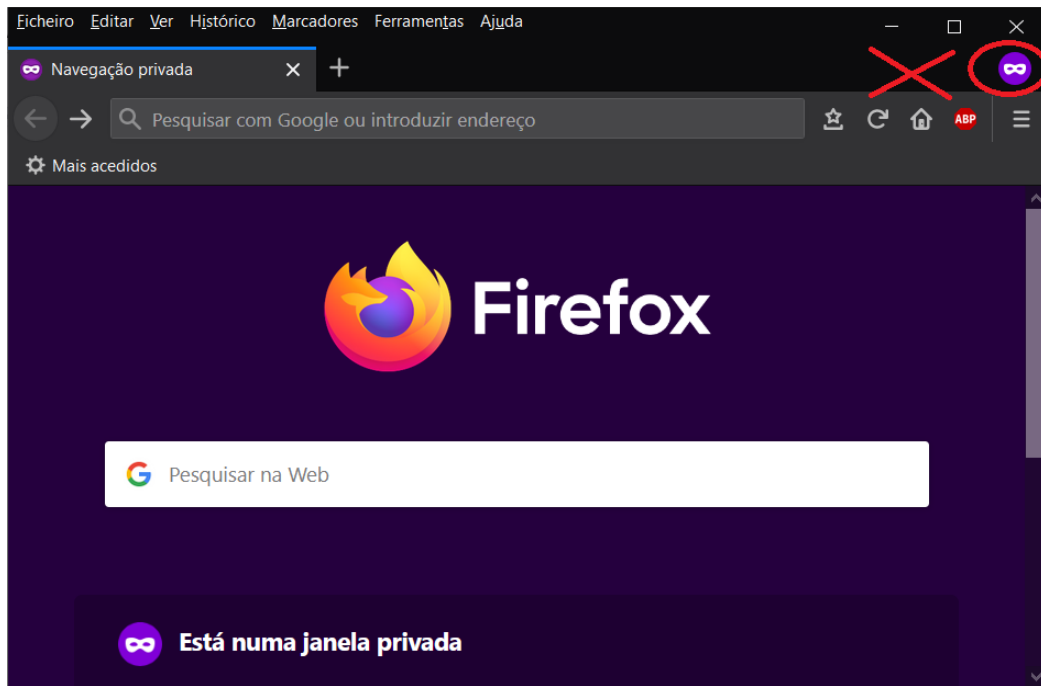 Ficheiro Editar Ver Histórico Marcadores Ferramentas Ajuda
Navegação privada
Pesquisar com Google ou introduzir endereço
ABP
Mais acedidos
Firefox
G Pesquisar na Web
Está numa janela privada